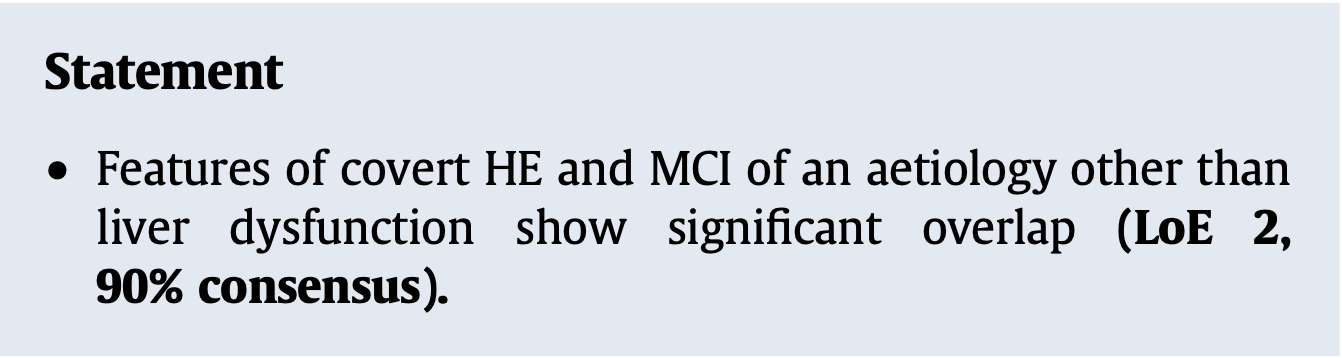 Statement
• Features of covert HE and MCI of an aetiology other than
liver dysfunction show significant overlap (LoE 2,
90% consensus).